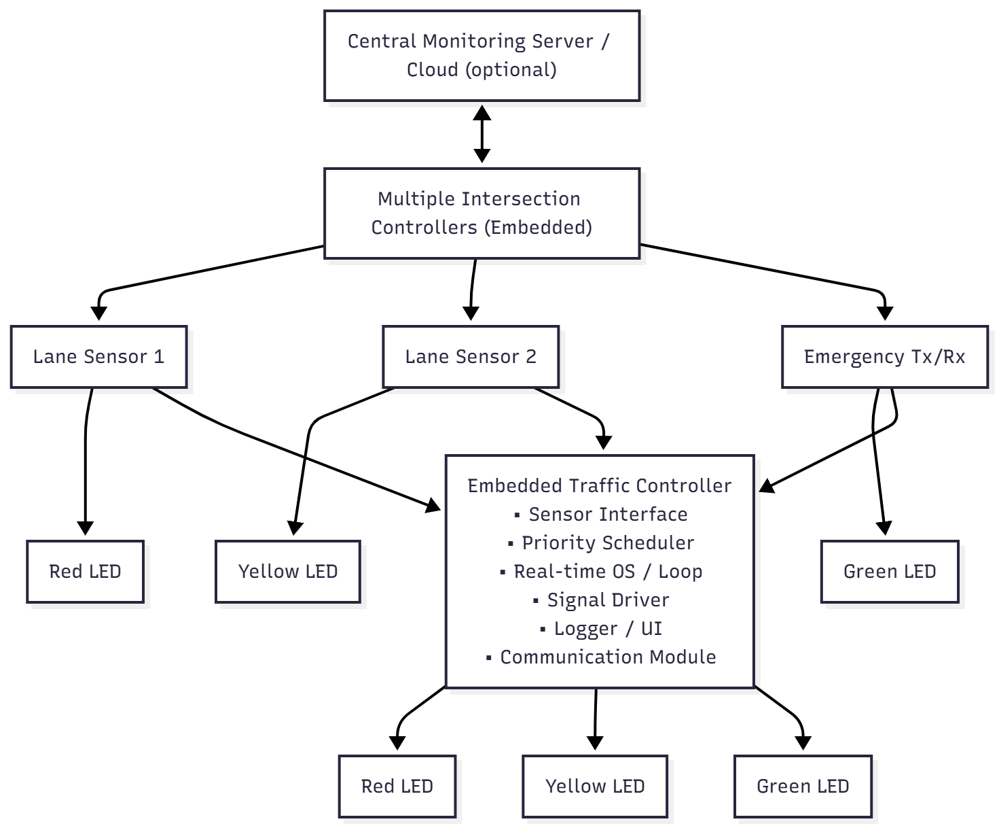 Central Monitoring Server /
Cloud (optional)
Multiple Intersection
Controllers (Embedded)
Lane Sensor 1
Lane Sensor 2
Emergency Tx/Rx
Embedded Traffic Controller
▪ Sensor Interface
▪ Priority Scheduler
▪ Real-time OS / Loop
▪ Signal Driver
▪ Logger / UI
▪ Communication Module
Red LED
Yellow LED
Green LED
Red LED
Yellow LED
Green LED